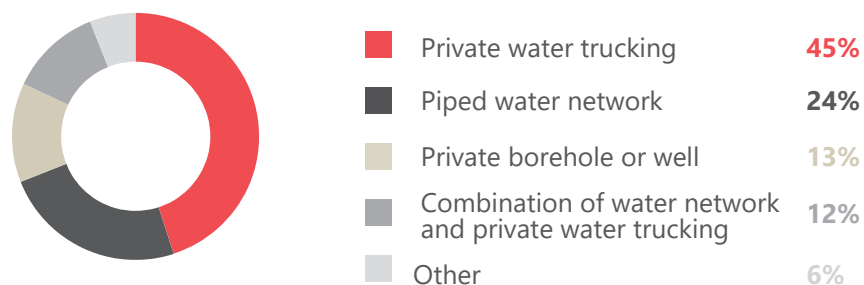 Private water trucking 45%
Piped water network 24%
Private borehole or well 13%
Combination of water network
and private water trucking 12%
Other 6%